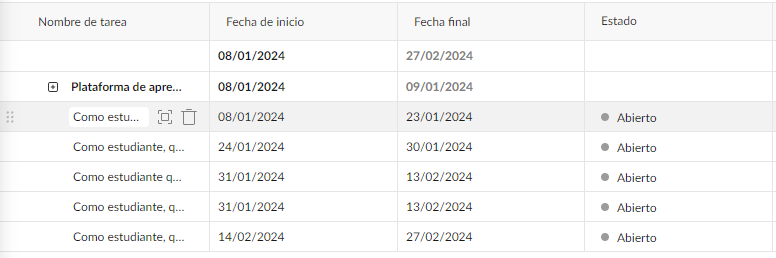 Nombre de tarea Fecha de inicio Fecha final Estado
08/01/2024 27/02/2024
Plataforma de apre... 08/01/2024 09/01/2024
Como estu... 08/01/2024 23/01/2024 Abierto
Como estudiante, q... 24/01/2024 30/01/2024 Abierto
Como estudiante, q... 31/01/2024 13/02/2024 Abierto
Como estudiante, q... 31/01/2024 13/02/2024 Abierto
Como estudiante, q... 14/02/2024 27/02/2024 Abierto